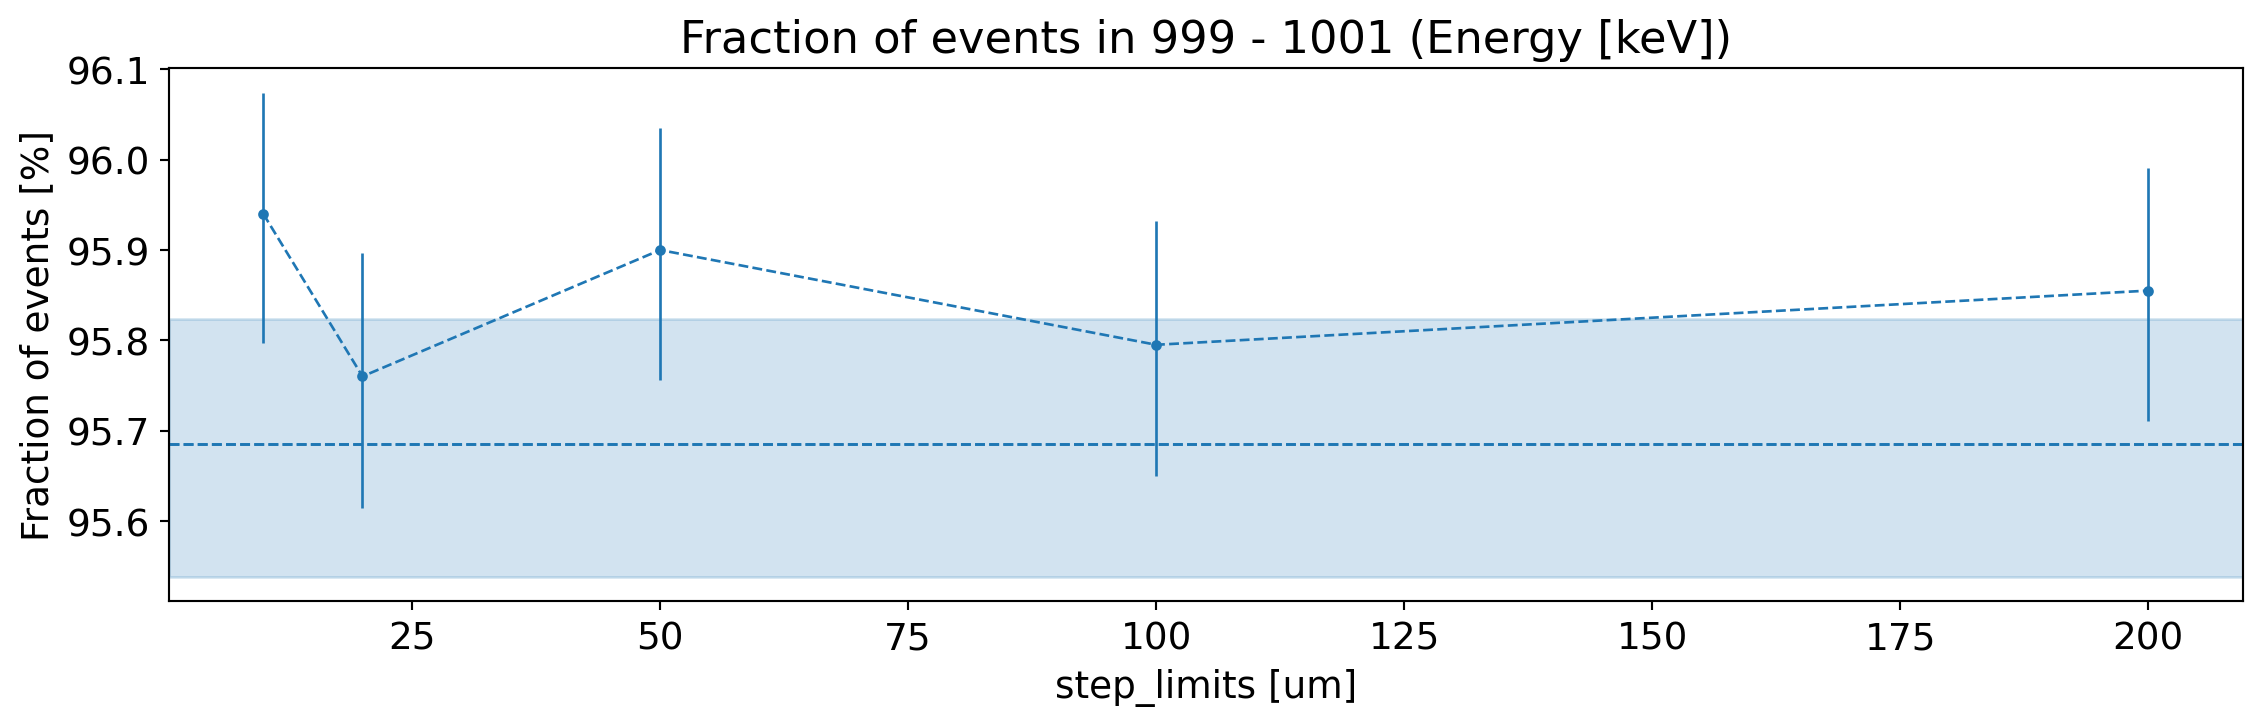 Fraction of events in 999 - 1001 (Energy [keV])
Fraction of events [%]
96.1
96.0
95.9
95.8
95.7
95.6
25 50 75 100 125 150 175 200
step_limits [um]